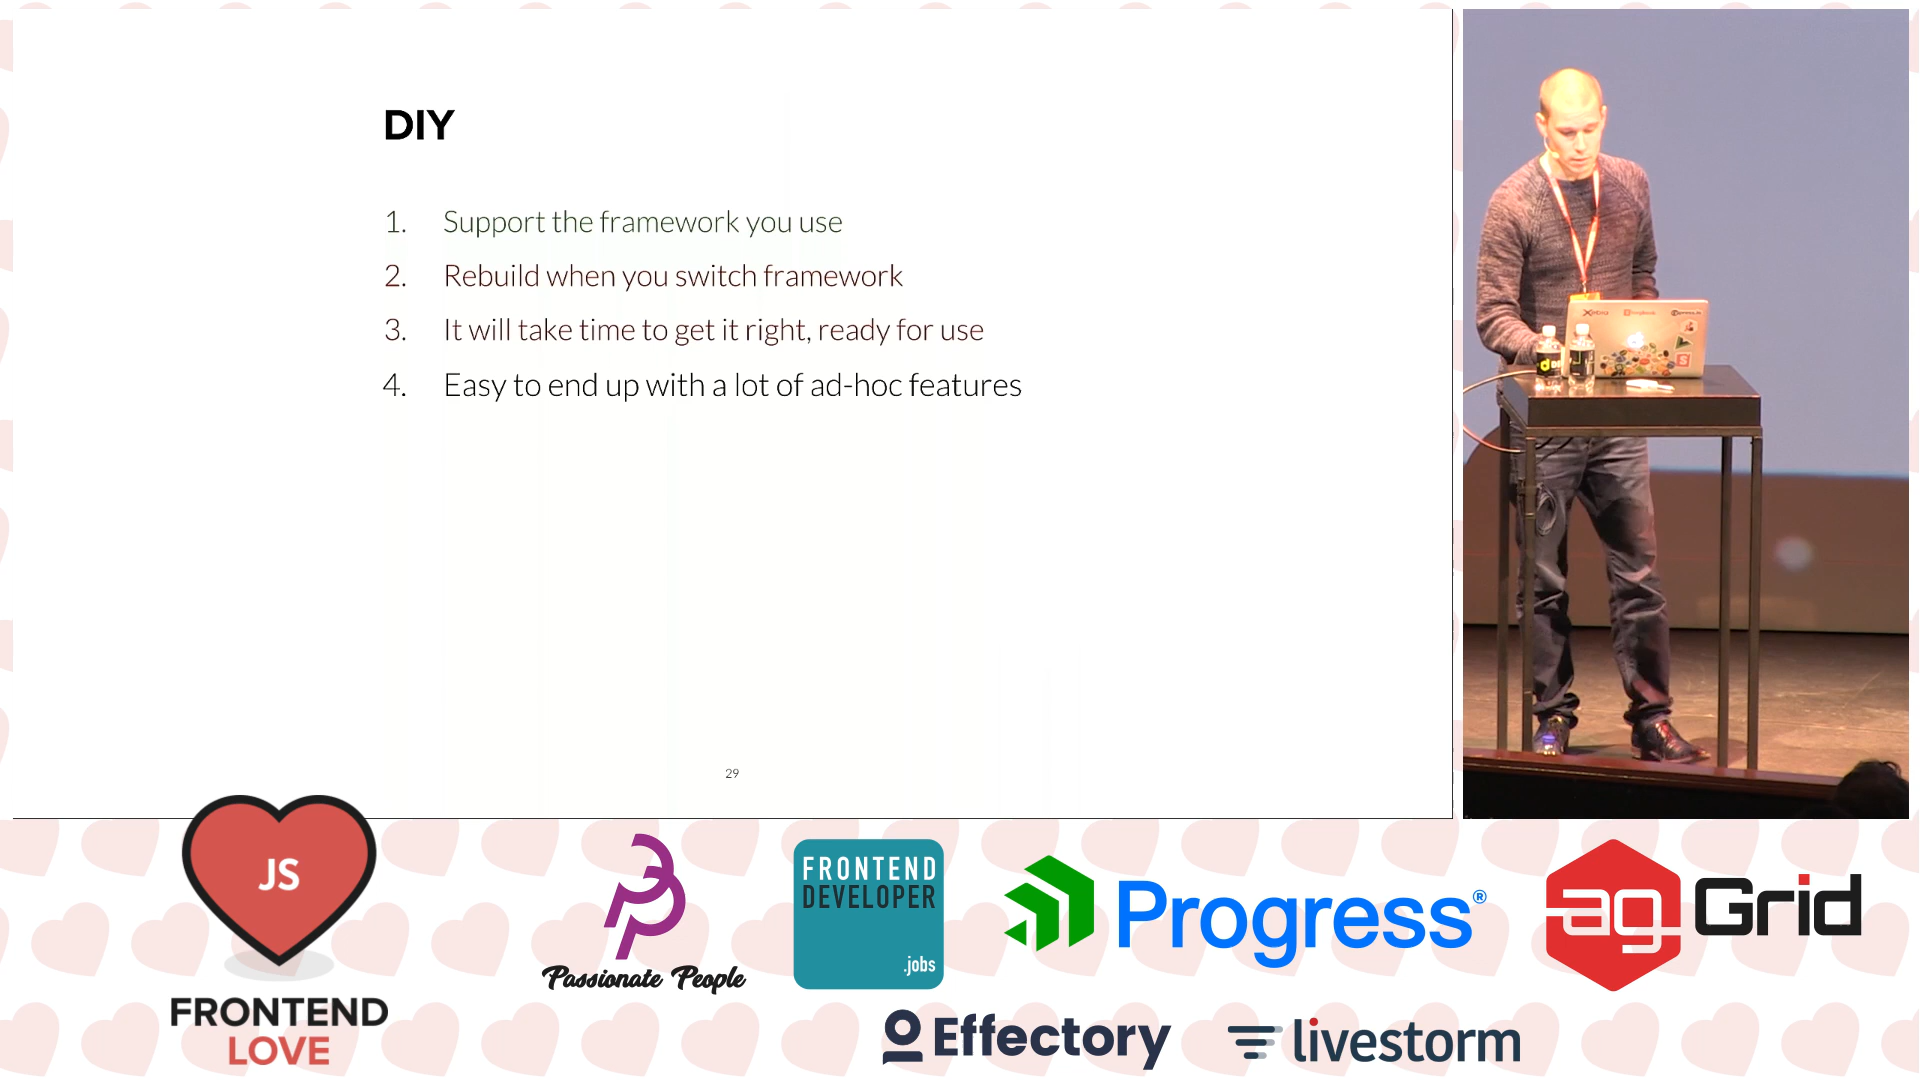 DIY
1. Support the framework you use
2. Rebuild when you switch framework
3. It will take time to get it right, ready for use
4. Easy to end up with a lot of ad-hoc features
29
JS
FRONTEND
LOVE
Passionate People
FRONTEND
DEVELOPER
.jobs
Progress®
ag Grid
Effectory
livestorm